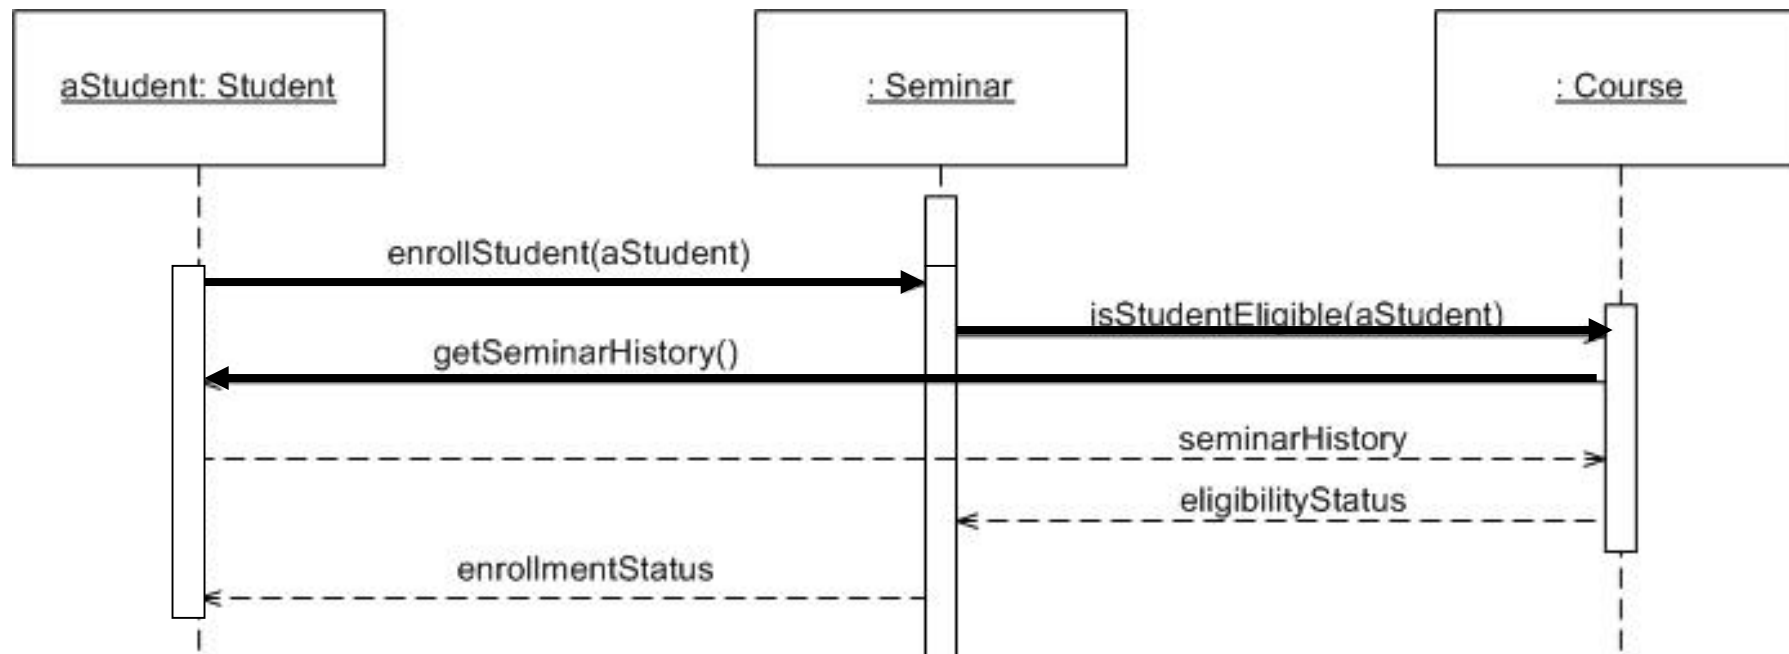 aStudent: Student
: Seminar
: Course
enrollStudent(aStudent)
isStudentEligible(aStudent)
getSeminarHistory()
seminarHistory
eligibilityStatus
enrollmentStatus